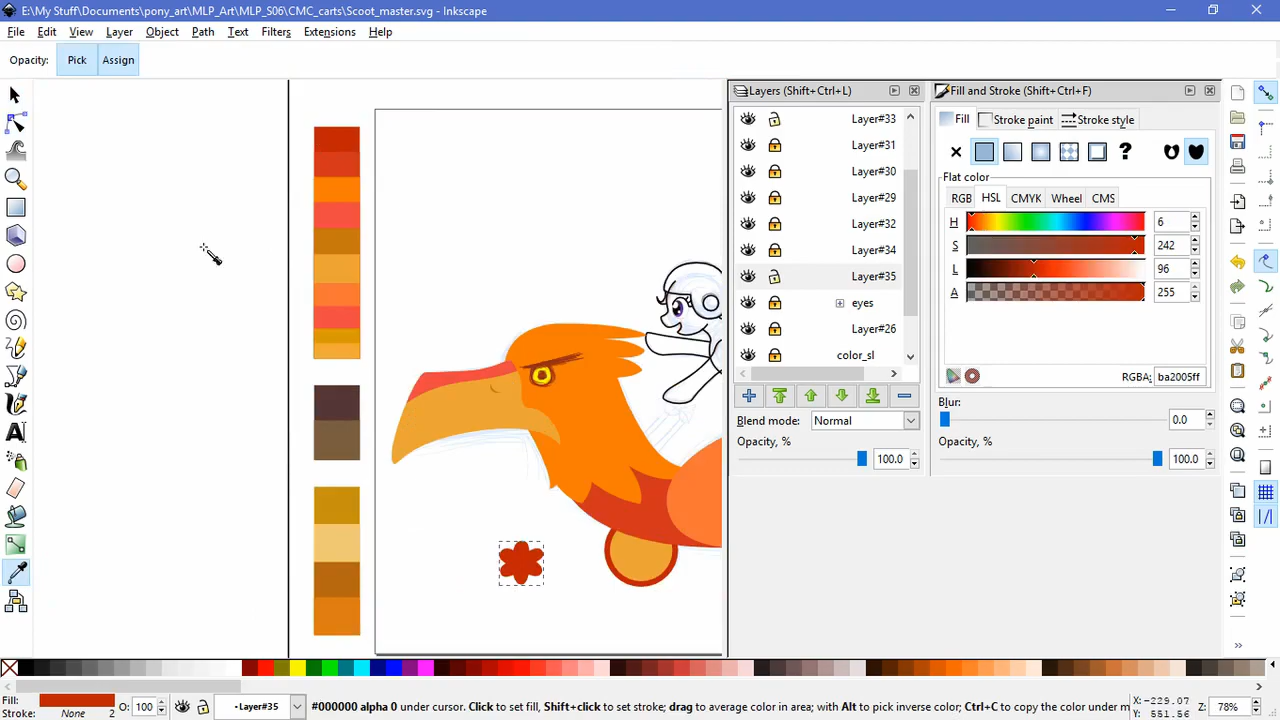 E:\My Stuff\Documents\pony_art\MLP_Art\MLP_S06\CMC_carts\Scoot_master.svg - Inkscape
File Edit View Layer Object Path Filters Text Extensions Help
Opacity: Pick Assign
Layers (Shift+Ctrl+L)
Layer#33
Layer#31
Layer#30
Layer#29
Layer#32
Layer#34
Layer#35
eyes
Layer#26
color_sl
Blend mode: Normal
Opacity, %
100.0
Fill and Stroke (Shift+Ctrl+F)
Fill Stroke paint Stroke style
?
Flat color
RGB HSL CMYK Wheel CMS
H 6
S 242
L 96
A 255
RGBA: ba2005ff
Blur:
0.0
Opacity, %
100.0
Fill:
Stroke: None 2
O: 100
•Layer#35
#000000 alpha 0 under cursor. Click to set fill, Shift+click to set stroke; drag to average color in area; with Alt to pick inverse color; Ctrl+C to copy the color under m
X: -229.07
Y: 551.56
Z: 78%